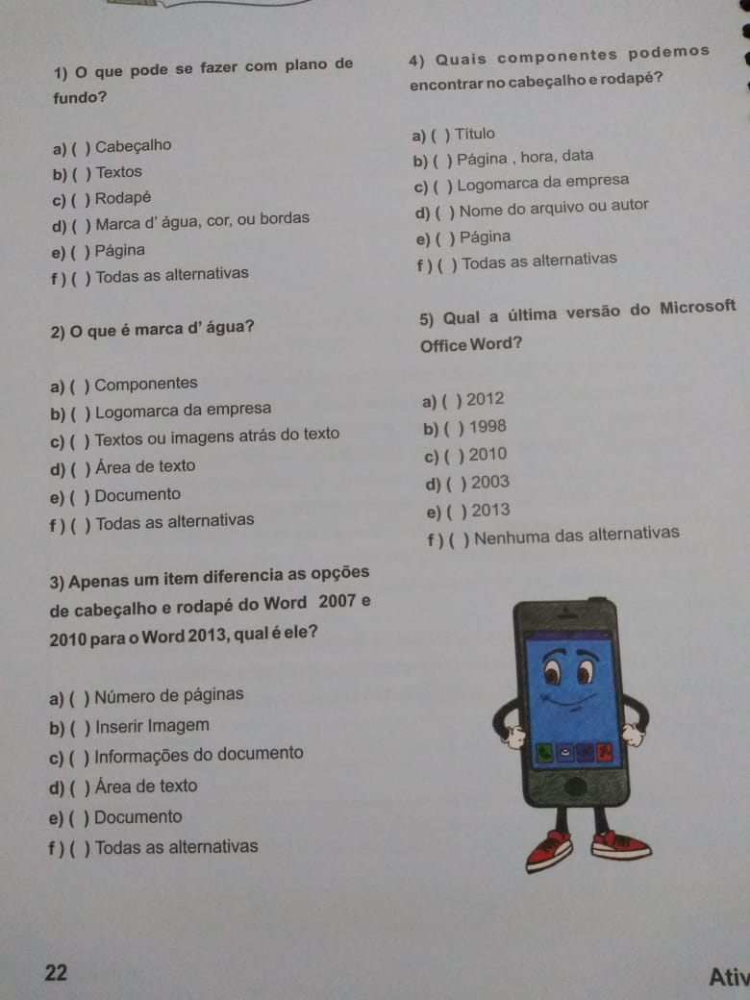 1) O que pode se fazer com plano de
fundo?
a) ( ) Cabeçalho
b) ( ) Textos
c) ( ) Rodapé
d) ( ) Marca d' água, cor, ou bordas
e) ( ) Página
f ) ( ) Todas as alternativas
2) O que é marca d' água?
a) ( ) Componentes
b) ( ) Logomarca da empresa
c) ( ) Textos ou imagens atrás do texto
d) ( ) Área de texto
e) ( ) Documento
f ) ( ) Todas as alternativas
3) Apenas um item diferencia as opções
de cabeçalho e rodapé do Word 2007 e
2010 para o Word 2013, qual é ele?
a) ( ) Número de páginas
b) ( ) Inserir Imagem
c) ( ) Informações do documento
d) ( ) Área de texto
e) ( ) Documento
f ) ( ) Todas as alternativas
4) Quais componentes podemos
encontrar no cabeçalho e rodapé?
a) ( ) Título
b) ( ) Página , hora, data
c) ( ) Logomarca da empresa
d) ( ) Nome do arquivo ou autor
e) ( ) Página
f ) ( ) Todas as alternativas
5) Qual a última versão do Microsoft
Office Word?
a) ( ) 2012
b) ( ) 1998
c) ( ) 2010
d) ( ) 2003
e) ( ) 2013
f ) ( ) Nenhuma das alternativas
22
Ativ